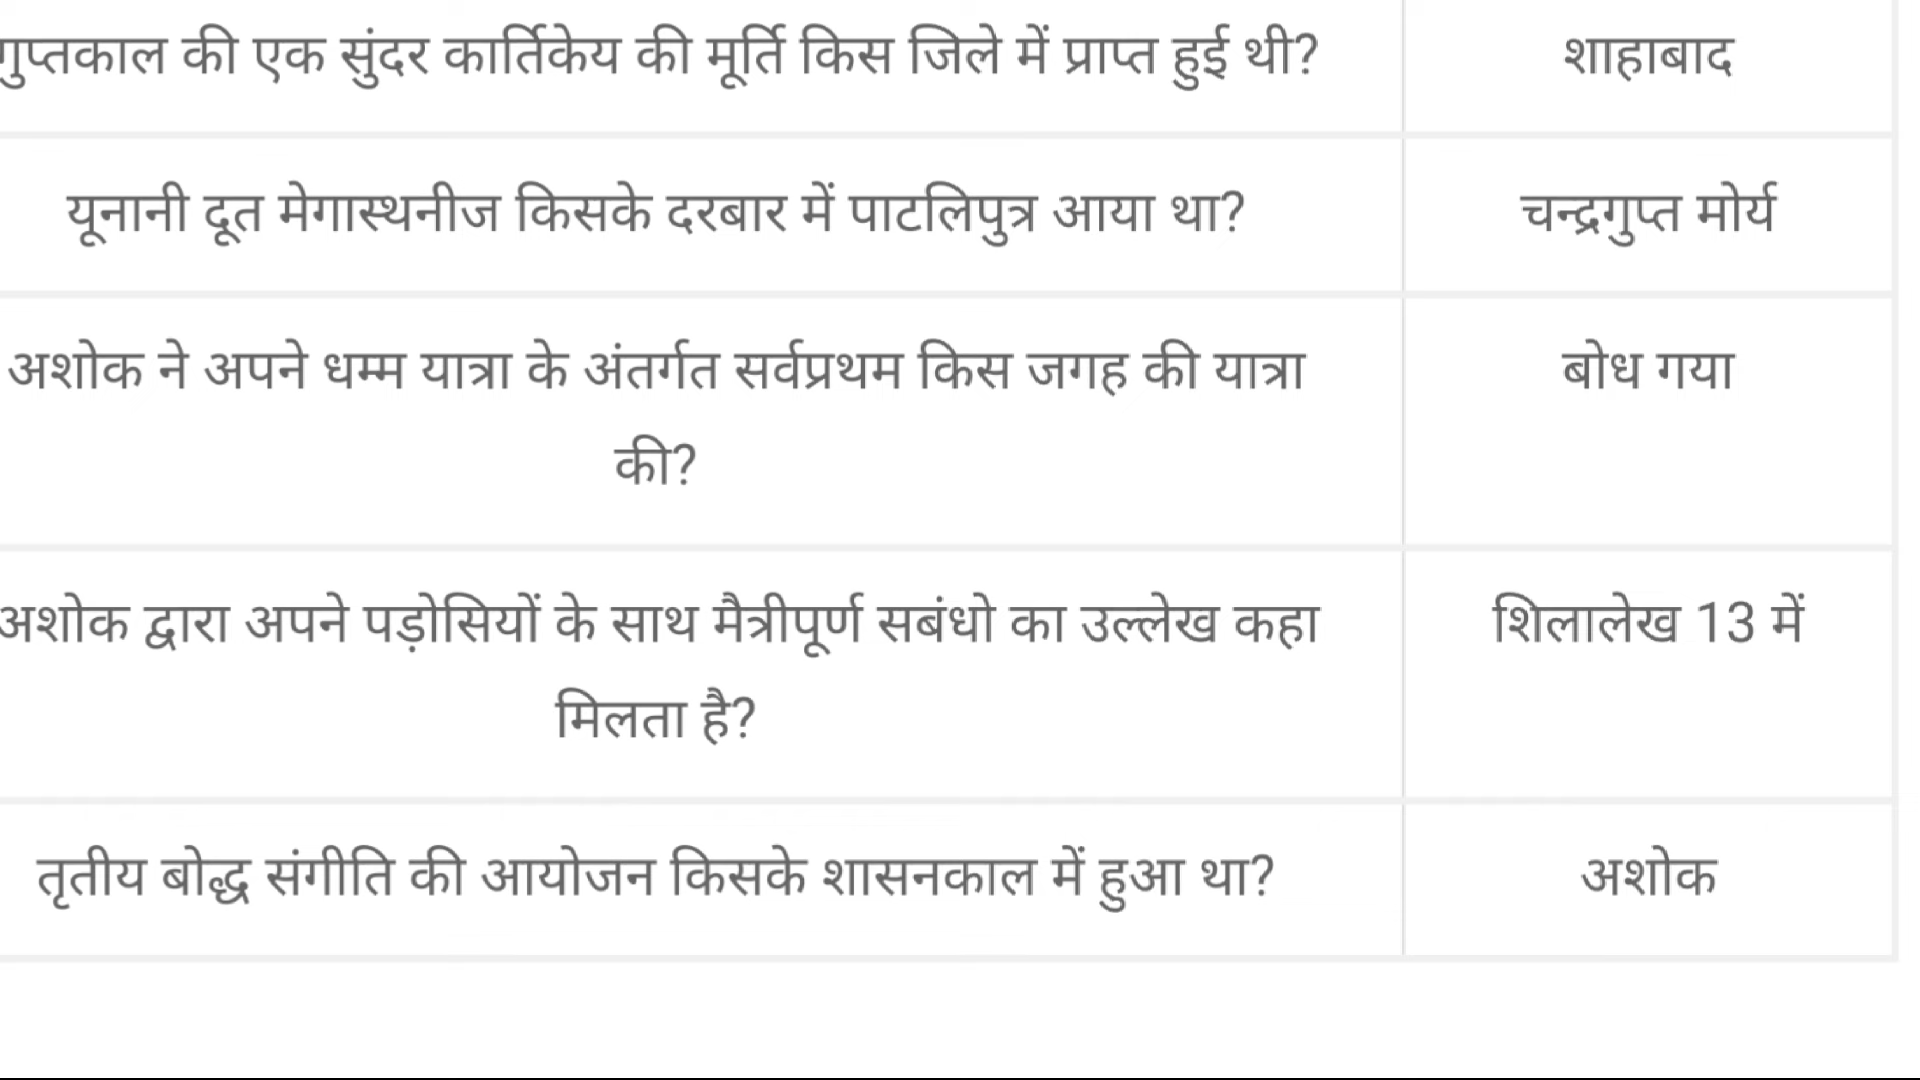 गुप्तकाल की एक सुंदर कार्तिकेय की मूर्ति किस जिले में प्राप्त हुई थी? शाहाबाद
यूनानी दूत मेगास्थनीज किसके दरबार में पाटलिपुत्र आया था? चन्द्रगुप्त मोर्य
अशोक ने अपने धम्म यात्रा के अंतर्गत सर्वप्रथम किस जगह की यात्रा बोध गया
की?
अशोक द्वारा अपने पड़ोसियों के साथ मैत्रीपूर्ण सबंधो का उल्लेख कहा शिलालेख 13 में
मिलता है?
तृतीय बोद्ध संगीति की आयोजन किसके शासनकाल में हुआ था? अशोक